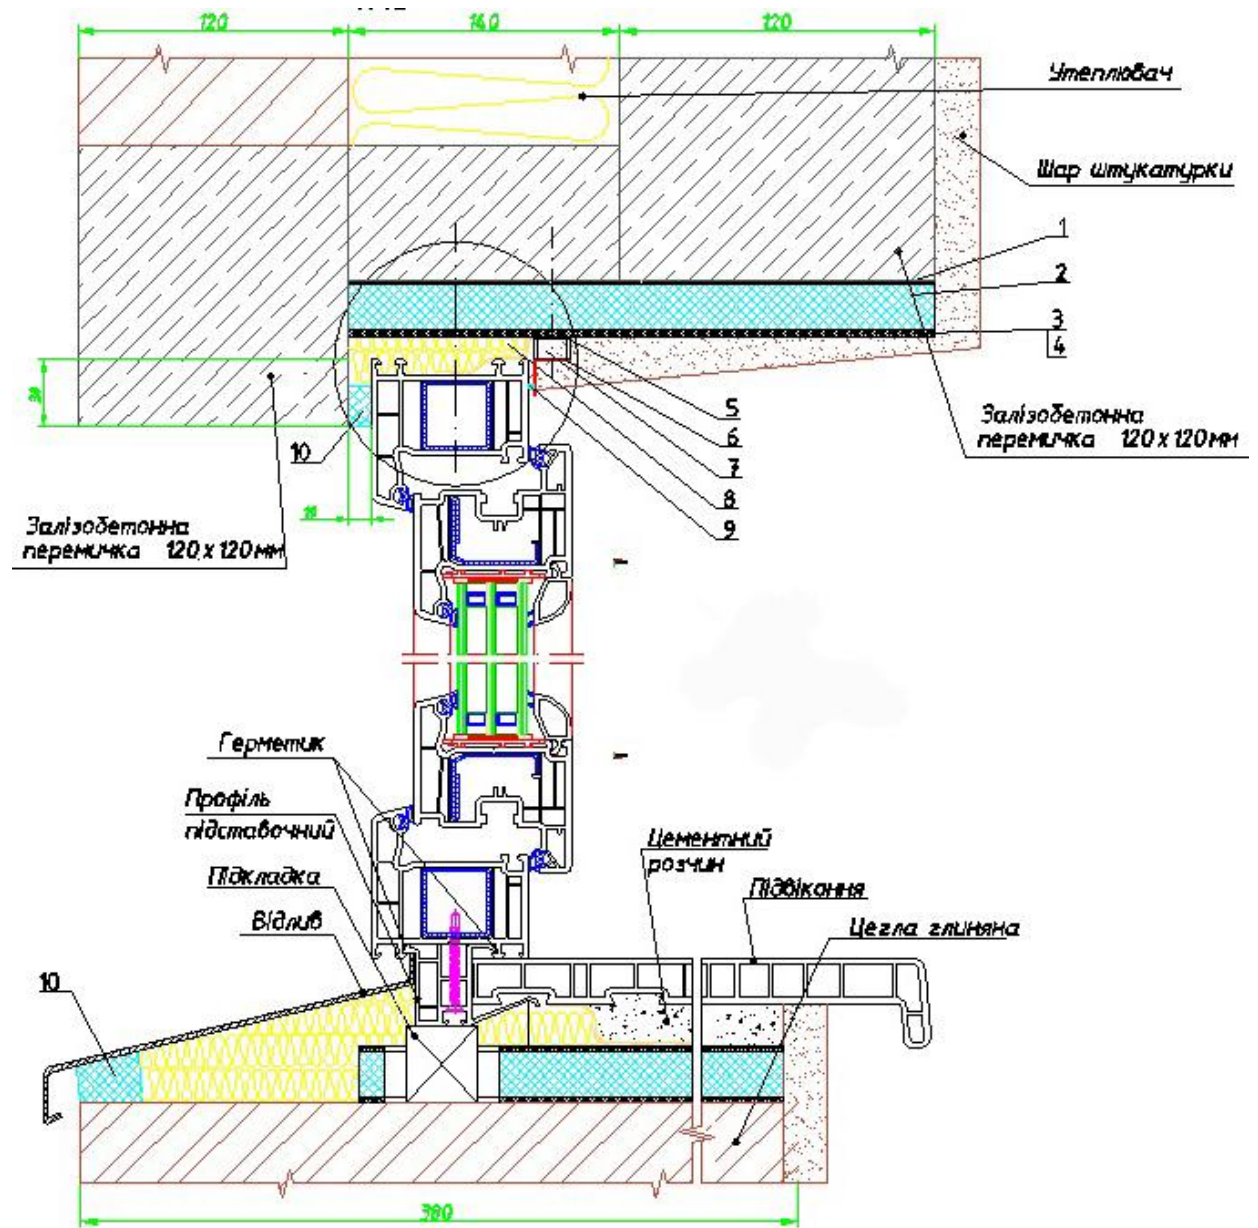 120
140
120
Утеплювач
Шар штукатурки
1
2
3
4
5
6
7
8
9
10
Залізобетонна
перемичка 120х120мм
Залізобетонна
перемичка 120х120мм
Герметик
Профіль
підставочний
Підкладка
Відлив
10
Цементний
розчин
Підвіконня
Цегла глиняна
380